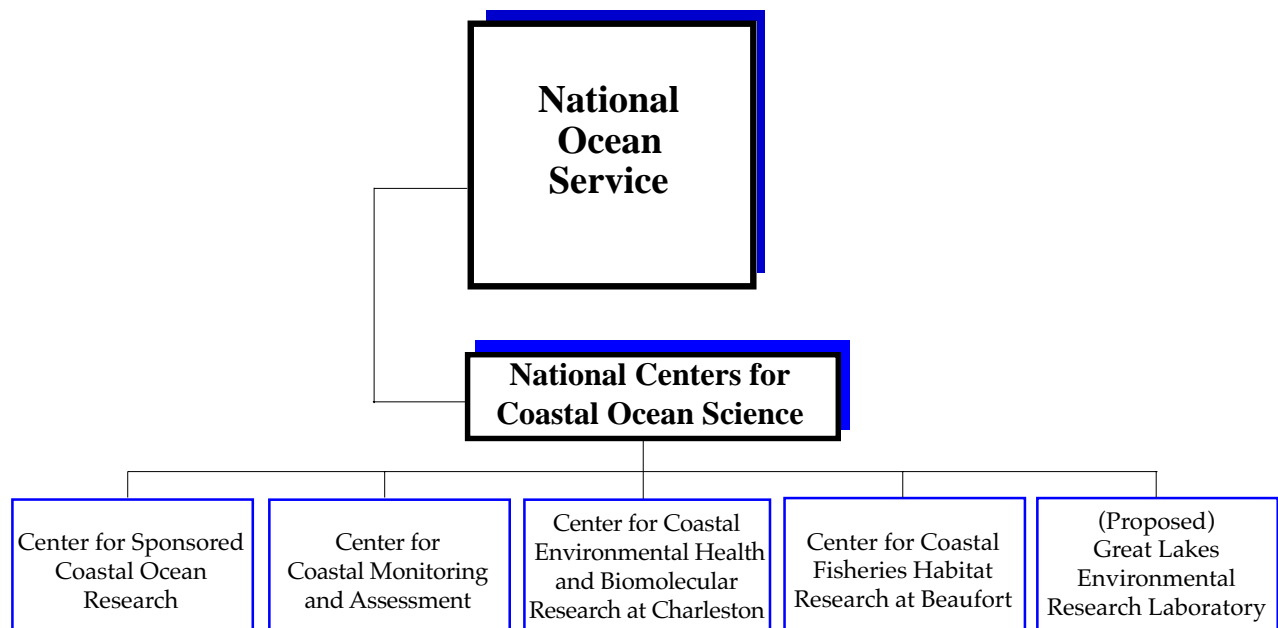 National
Ocean
Service
National Centers for
Coastal Ocean Science
Center for Sponsored
Coastal Ocean
Research
Center for
Coastal Monitoring
and Assessment
Center for Coastal
Environmental Health
and Biomolecular
Research at Charleston
Center for Coastal
Fisheries Habitat
Research at Beaufort
(Proposed)
Great Lakes
Environmental
Research Laboratory